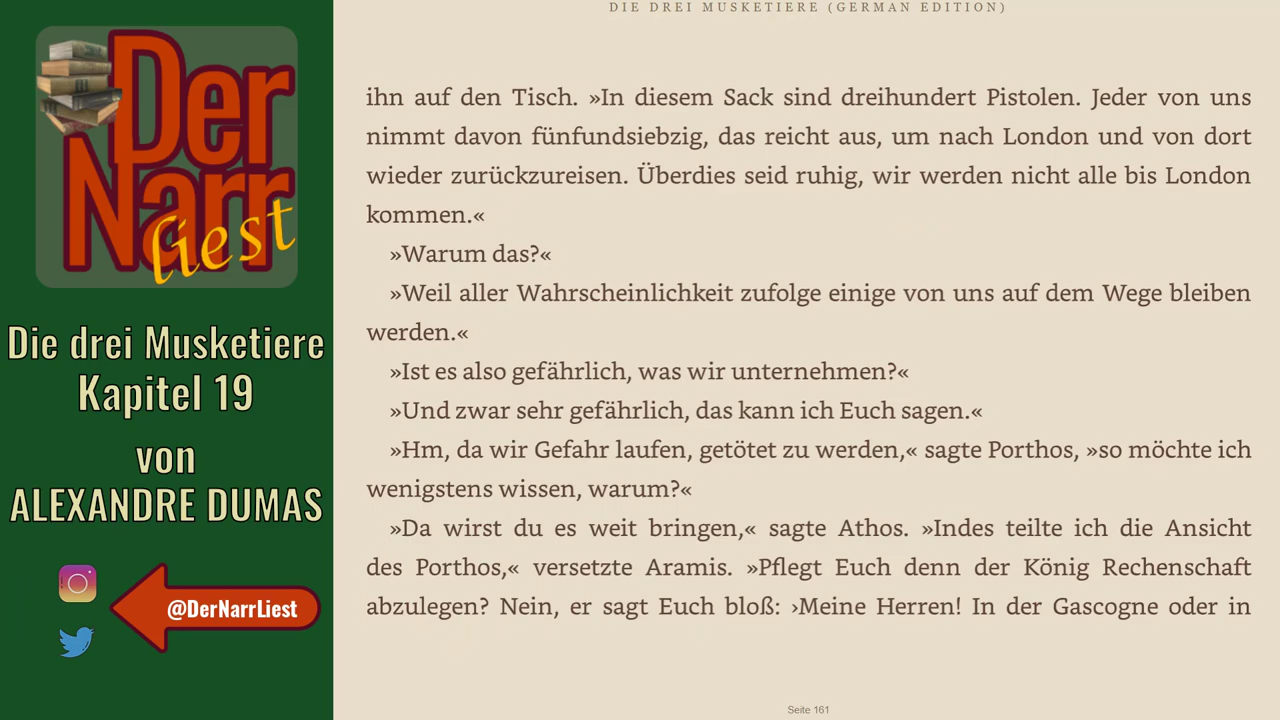 Der
Narr
liest
Die drei Musketiere
Kapitel 19
von
ALEXANDRE DUMAS
@DerNarrLiest
DIE DREI MUSKETIERE (GERMAN EDITION)
ihn auf den Tisch. »In diesem Sack sind dreihundert Pistolen. Jeder von uns
nimmt davon fünfundsiebzig, das reicht aus, um nach London und von dort
wieder zurückzureisen. Überdies seid ruhig, wir werden nicht alle bis London
kommen.«
»Warum das?«
»Weil aller Wahrscheinlichkeit zufolge einige von uns auf dem Wege bleiben
werden.«
»Ist es also gefährlich, was wir unternehmen?«
»Und zwar sehr gefährlich, das kann ich Euch sagen.«
»Hm, da wir Gefahr laufen, getötet zu werden,« sagte Porthos, »so möchte ich
wenigstens wissen, warum?«
»Da wirst du es weit bringen,« sagte Athos. »Indes teilte ich die Ansicht
des Porthos,« versetzte Aramis. »Pflegt Euch denn der König Rechenschaft
abzulegen? Nein, er sagt Euch bloß: ›Meine Herren! In der Gascogne oder in
Seite 161